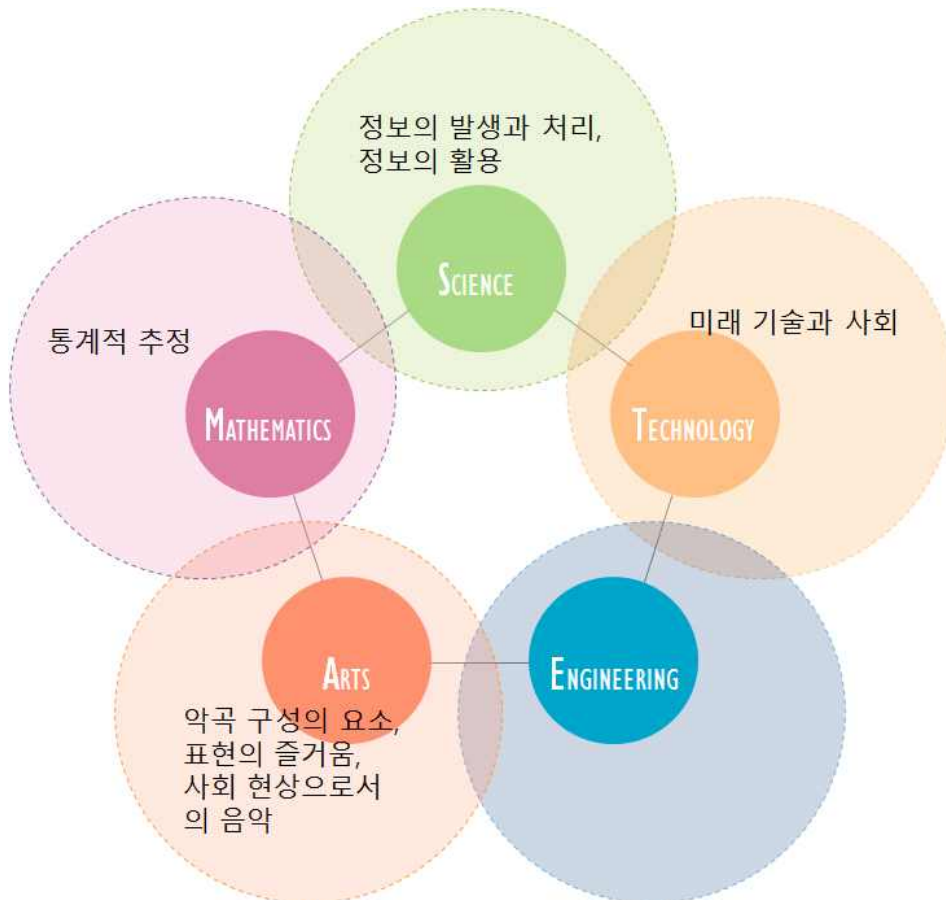 정보의 발생과 처리,
정보의 활용
SCIENCE
미래 기술과 사회
TECHNOLOGY
통계적 추정
MATHEMATICS
ARTS
악곡 구성의 요소,
표현의 즐거움,
사회 현상으로서
의 음악
ENGINEERING